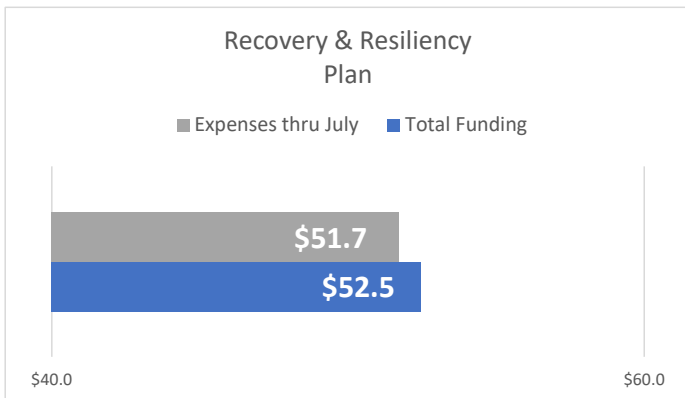 Recovery & Resiliency
Plan
Expenses thru July Total Funding
$51.7
$52.5
$40.0 $60.0